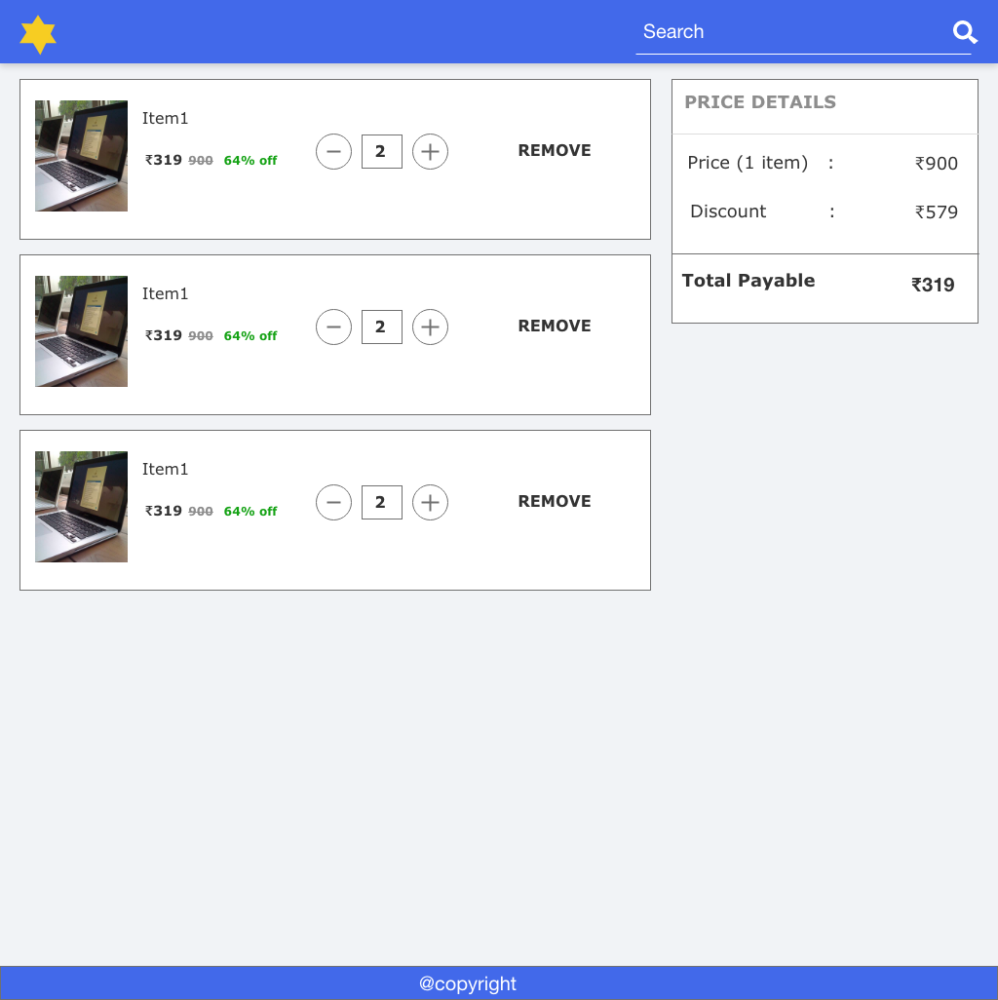 Search
Item1
₹319 900 64% off
2
REMOVE
Item1
₹319 900 64% off
2
REMOVE
Item1
₹319 900 64% off
2
REMOVE
PRICE DETAILS
Price (1 item) : ₹900
Discount : ₹579
Total Payable ₹319
@copyright